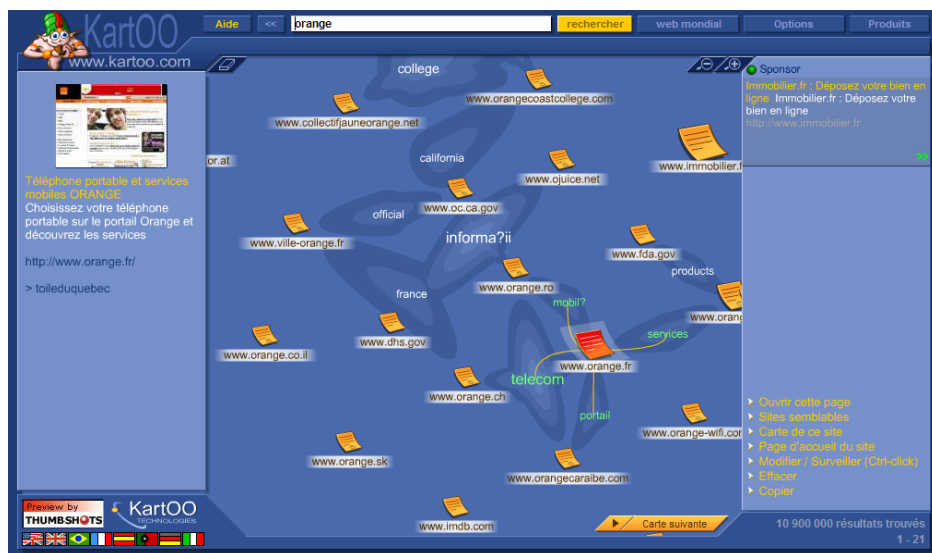 KartOO
www.kartoo.com
Aide
<<
orange
rechercher
web mondial
Options
Produits
Téléphone portable et services
mobiles ORANGE
Choisissez votre téléphone
portable sur le portail Orange et
découvrez les services
http://www.orange.fr/
> toileduquebec
Preview by
THUMBSHOTS
KartOO
TECHNOLOGIES
college
www.orangecoastcollege.com
www.collectifjauneorange.net
or.at
california
www.immobilier.f
www.ojuice.net
www.oc.ca.gov
official
www.ville-orange.fr
informa?ii
www.fda.gov
products
www.orange.ro
france
mobil?
www.orang
www.dhs.gov
services
www.orange.co.il
www.orange.fr
telecom
www.orange.ch
portail
www.orange-wifi.cor
www.orange.sk
www.orangecaraibe.com
www.imdb.com
Carte suivante
Sponsor
Immobilier.fr : Déposez votre bien en
ligne Immobilier.fr : Déposez votre
bien en ligne
http://www.immobilier.fr
>>
Ouvrir cette page
Sites semblables
Carte de ce site
Page d'accueil du site
Modifier / Surveiller (Ctrl-click)
Effacer
Copier
10 900 000 résultats trouvés
1 - 21